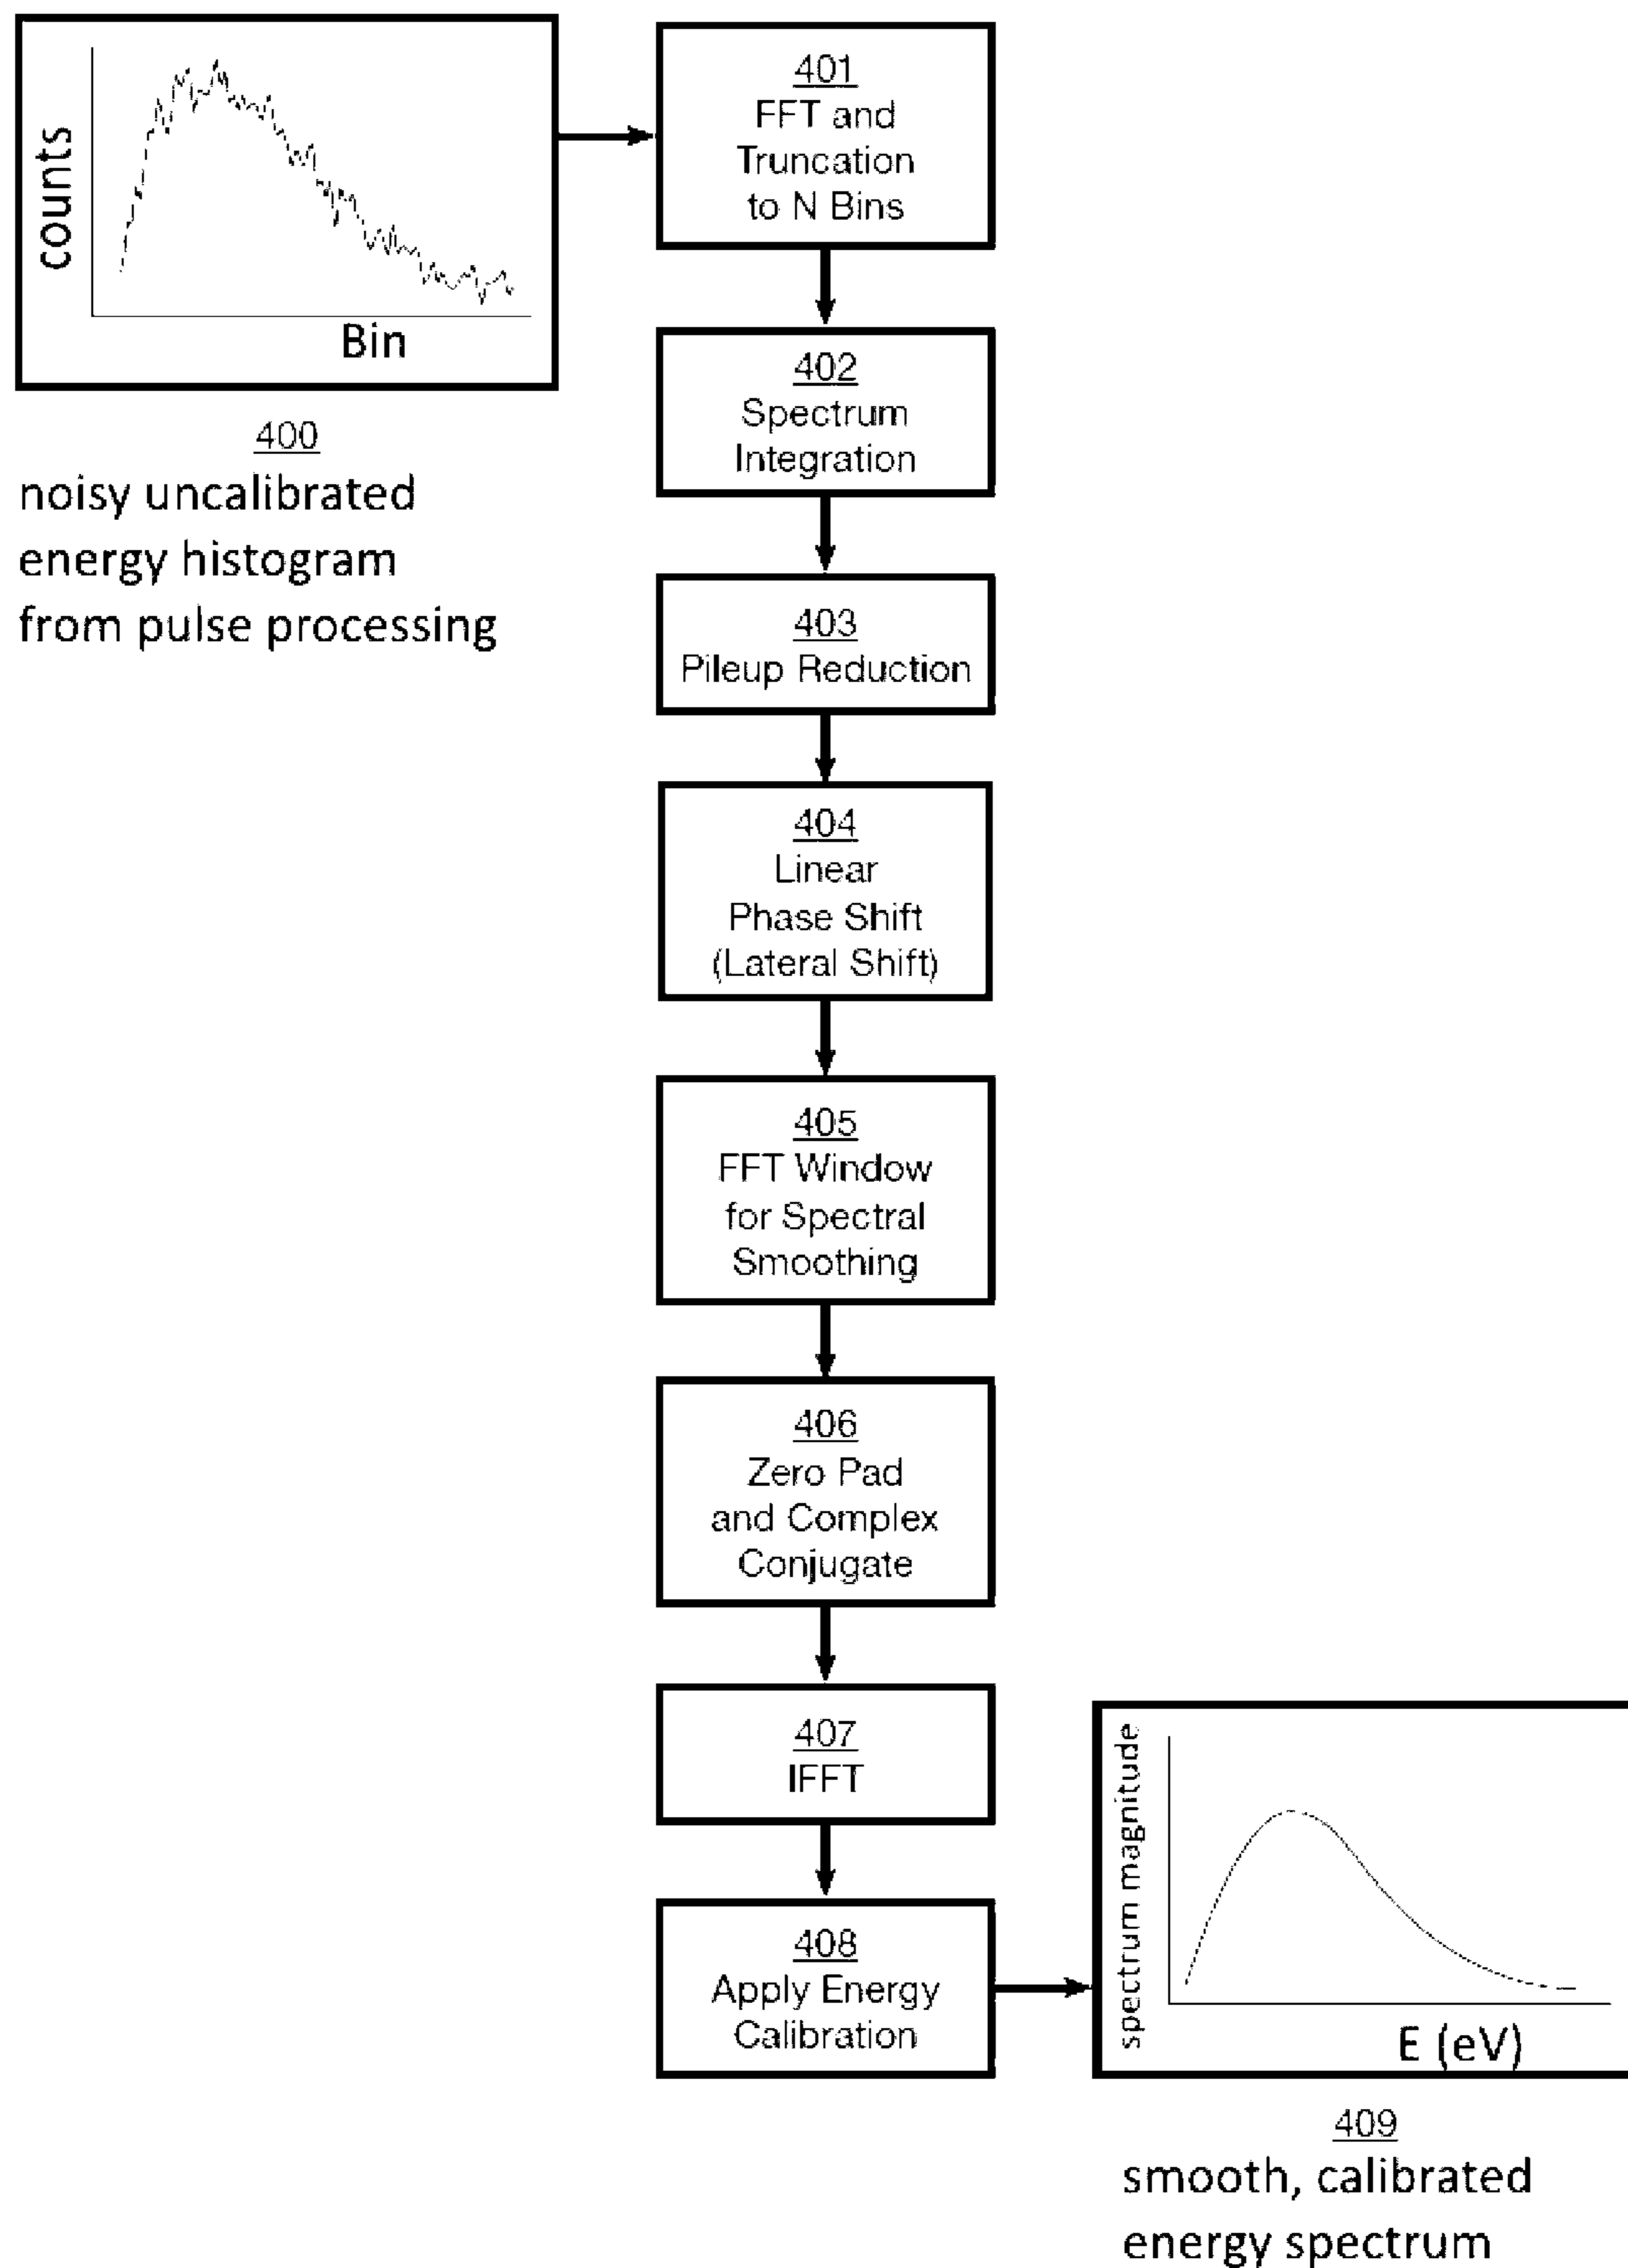 counts
Bin
400
noisy uncalibrated
energy histogram
from pulse processing
401
FFT and
Truncation
to N Bins
402
Spectrum
Integration
403
Pileup Reduction
404
Linear
Phase Shift
(Lateral Shift)
405
FFT Window
for Spectral
Smoothing
406
Zero Pad
and Complex
Conjugate
407
IFFT
408
Apply Energy
Calibration
spectrum magnitude
E (eV)
409
smooth, calibrated
energy spectrum